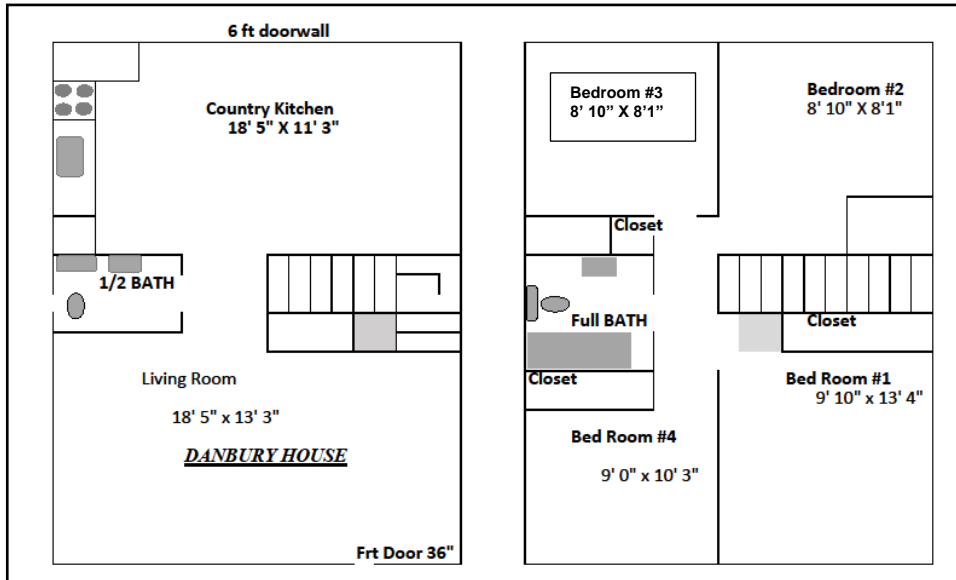 6 ft doorwall
Country Kitchen
18' 5" X 11' 3"
1/2 BATH
Living Room
18' 5" x 13' 3"
DANBURY HOUSE
Frt Door 36"
Bedroom #3
8' 10” X 8’1”
Bedroom #2
8' 10" X 8'1"
Closet
Full BATH
Closet
Closet
Bed Room #1
9' 10" x 13' 4"
Bed Room #4
9' 0" x 10' 3"